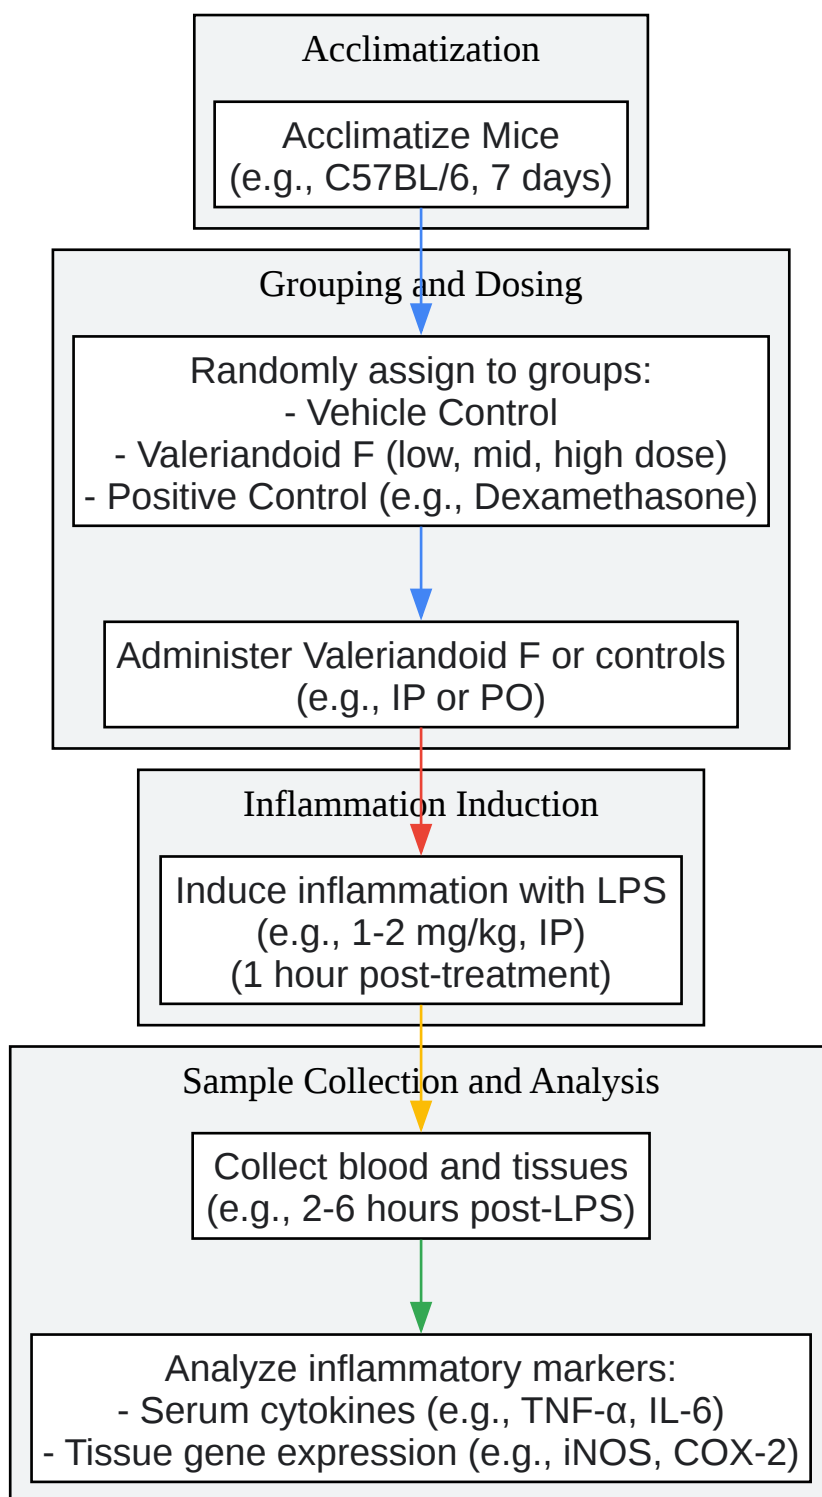 Acclimatization
Acclimatize Mice
(e.g., C57BL/6, 7 days)
Grouping and Dosing
Randomly assign to groups:
- Vehicle Control
- Valeriandoid F (low, mid, high dose)
- Positive Control (e.g., Dexamethasone)
Administer Valeriandoid F or controls
(e.g., IP or PO)
Inflammation Induction
Induce inflammation with LPS
(e.g., 1-2 mg/kg, IP)
(1 hour post-treatment)
Sample Collection and Analysis
Collect blood and tissues
(e.g., 2-6 hours post-LPS)
Analyze inflammatory markers:
- Serum cytokines (e.g., TNF-α, IL-6)
- Tissue gene expression (e.g., iNOS, COX-2)